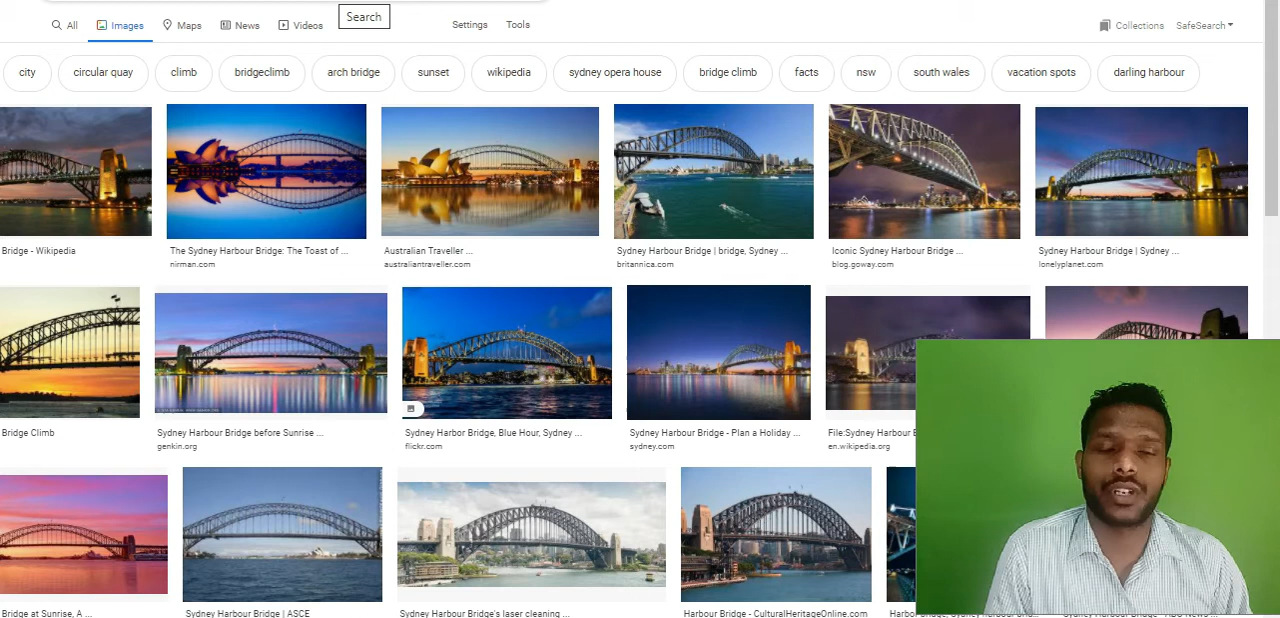 Search
All
Images
Maps
News
Videos
Settings
Tools
Collections
SafeSearch
city
circular quay
climb
bridgeclimb
arch bridge
sunset
wikipedia
sydney opera house
bridge climb
facts
nsw
south wales
vacation spots
darling harbour
Bridge - Wikipedia
The Sydney Harbour Bridge: The Toast of ...
nirman.com
Australian Traveller ...
australiantraveller.com
Sydney Harbour Bridge | bridge, Sydney ...
britannica.com
Iconic Sydney Harbour Bridge ...
blog.goway.com
Sydney Harbour Bridge | Sydney ...
lonelyplanet.com
Bridge Climb
Sydney Harbour Bridge before Sunrise ...
genkin.org
Sydney Harbor Bridge, Blue Hour, Sydney ...
flickr.com
Sydney Harbour Bridge - Plan a Holiday ...
sydney.com
File:Sydney Harbour B
en.wikipedia.org
Bridge at Sunrise, A ...
Sydney Harbour Bridge | ASCE
Sydney Harbour Bridge's laser cleaning ...
Harbour Bridge - CulturalHeritageOnline.com